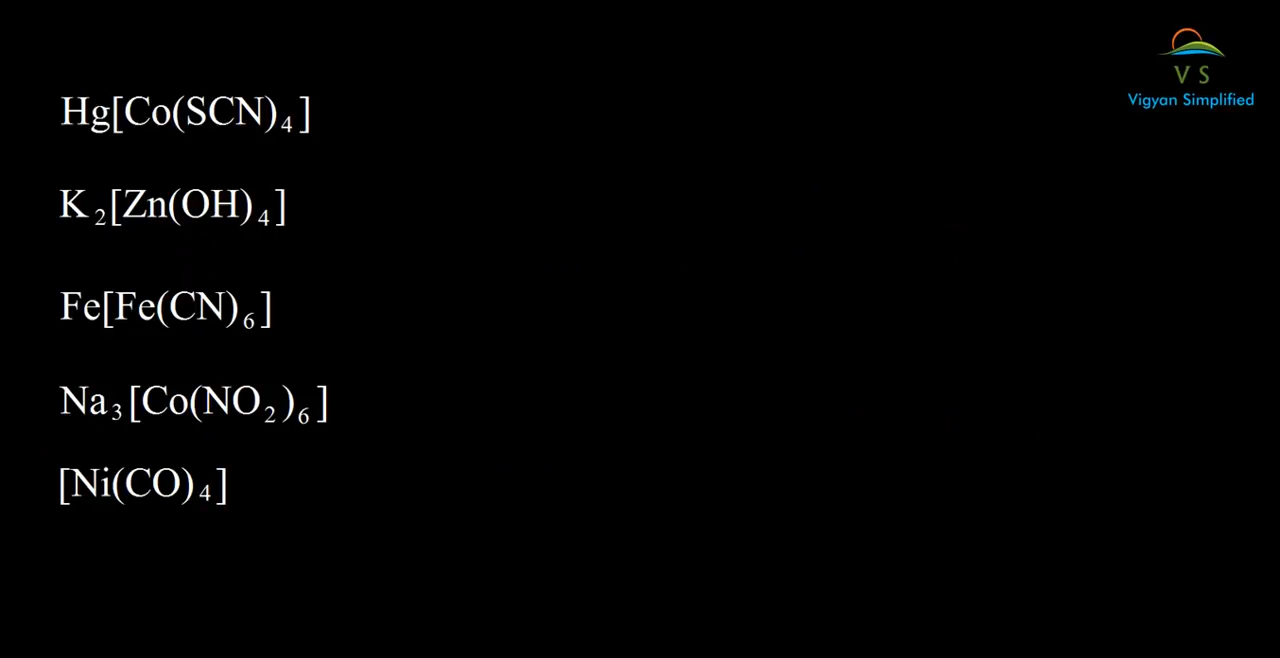 V S
Vigyan Simplified
Hg[Co(SCN)₄]
K₂[Zn(OH)₄]
Fe[Fe(CN)₆]
Na₃[Co(NO₂)₆]
[Ni(CO)₄]